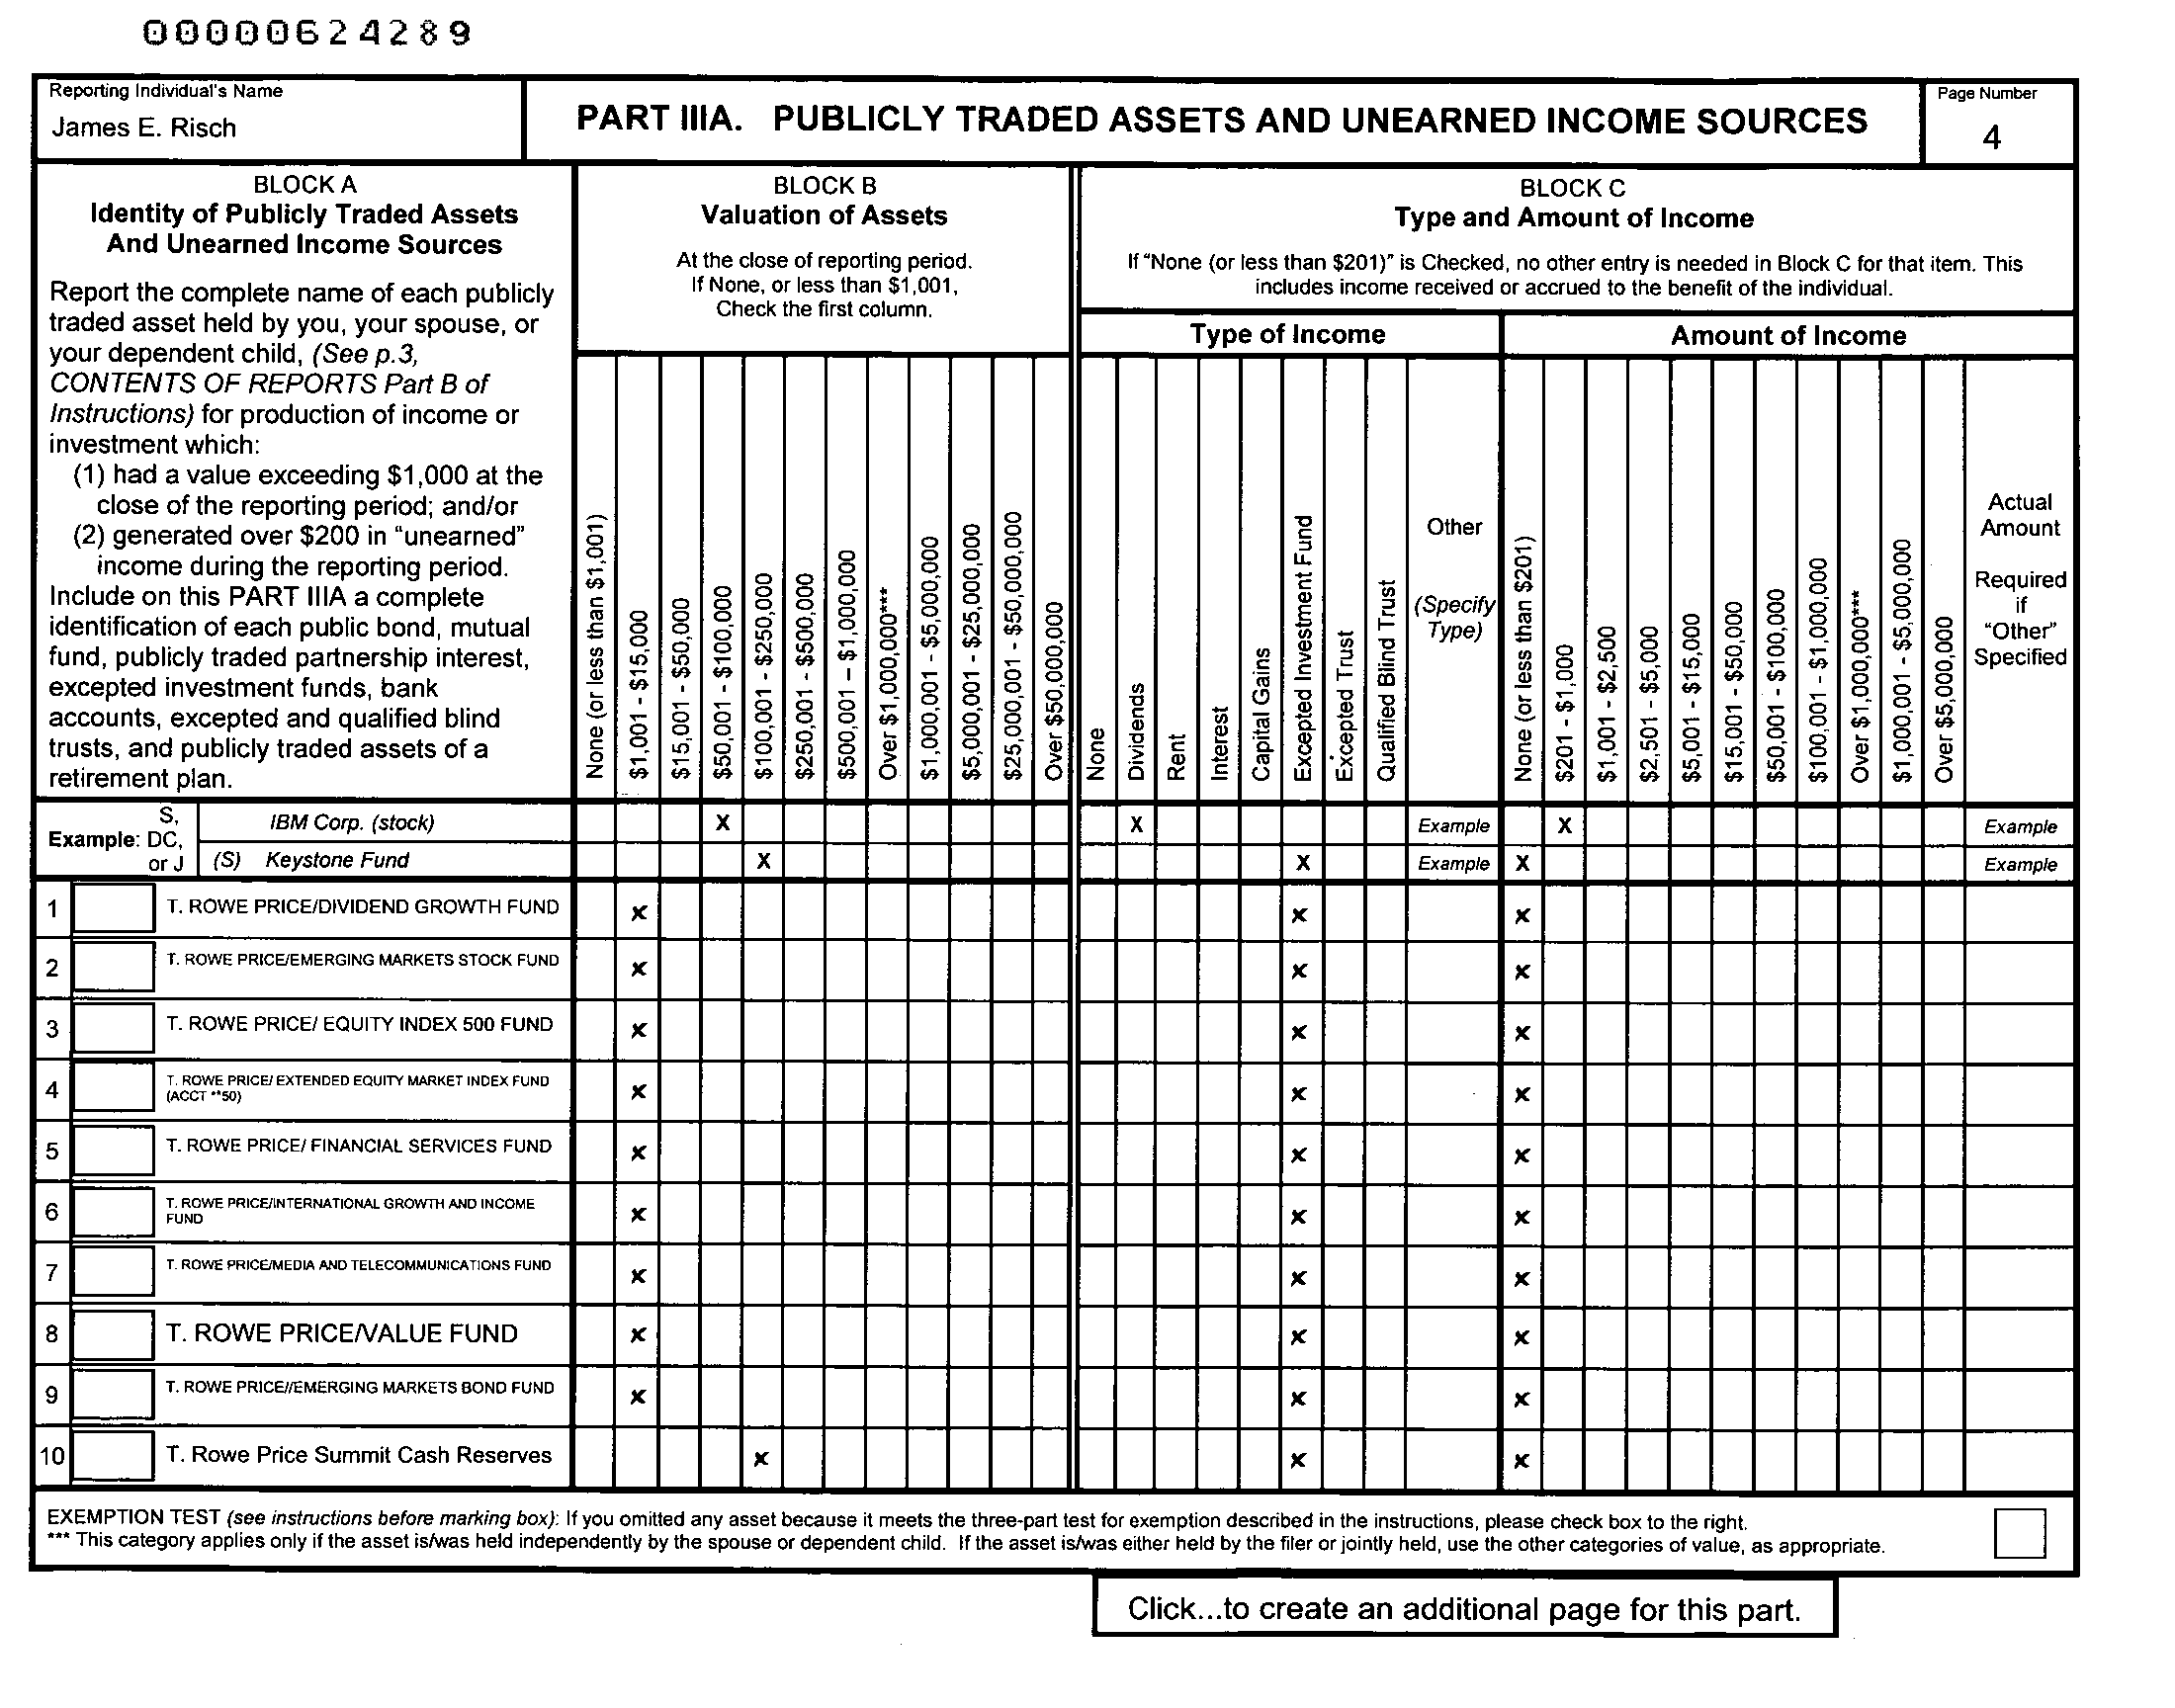 00000624289
Reporting Individual's Name
James E. Risch
PART IIIA. PUBLICLY TRADED ASSETS AND UNEARNED INCOME SOURCES
Page Number
4
BLOCK A
Identity of Publicly Traded Assets
And Unearned Income Sources
Report the complete name of each publicly
traded asset held by you, your spouse, or
your dependent child, (See p.3,
CONTENTS OF REPORTS Part B of
Instructions) for production of income or
investment which:
(1) had a value exceeding $1,000 at the
close of the reporting period; and/or
(2) generated over $200 in "unearned"
income during the reporting period.
Include on this PART IIIA a complete
identification of each public bond, mutual
fund, publicly traded partnership interest,
excepted investment funds, bank
accounts, excepted and qualified blind
trusts, and publicly traded assets of a
retirement plan.
BLOCK B
Valuation of Assets
At the close of reporting period.
If None, or less than $1,001,
Check the first column.
None (or less than $1,001)
$1,001 - $15,000
$15,001 - $50,000
$50,001 - $100,000
$100,001 - $250,000
$250,001 - $500,000
$500,001 – $1,000,000
Over $1,000,000***
$1,000,001 - $5,000,000
$5,000,001 - $25,000,000
$25,000,001 - $50,000,000
Over $50,000,000
BLOCK C
Type and Amount of Income
If "None (or less than $201)" is Checked, no other entry is needed in Block C for that item. This
includes income received or accrued to the benefit of the individual.
Type of Income
None
Dividends
Rent
Interest
Capital Gains
Excepted Investment Fund
Excepted Trust
Qualified Blind Trust
Other
(Specify
Type)
Amount of Income
None (or less than $201)
$201 - $1,000
$1,001 - $2,500
$2,501 - $5,000
$5,001 - $15,000
$15,001 - $50,000
$50,001 - $100,000
$100,001 - $1,000,000
Over $1,000,000***
$1,000,001 - $5,000,000
Over $5,000,000
Actual
Amount
Required
if
"Other"
Specified
Example: S, DC, or J
IBM Corp. (stock) X X Example X Example
(S) Keystone Fund X X Example X Example
1 T. ROWE PRICE/DIVIDEND GROWTH FUND x x x
2 T. ROWE PRICE/EMERGING MARKETS STOCK FUND x x x
3 T. ROWE PRICE/ EQUITY INDEX 500 FUND x x x
4 T. ROWE PRICE/ EXTENDED EQUITY MARKET INDEX FUND
(ACCT **50) x x x
5 T. ROWE PRICE/ FINANCIAL SERVICES FUND x x x
6 T. ROWE PRICE/INTERNATIONAL GROWTH AND INCOME
FUND x x x
7 T. ROWE PRICE/MEDIA AND TELECOMMUNICATIONS FUND x x x
8 T. ROWE PRICE/VALUE FUND x x x
9 T. ROWE PRICE//EMERGING MARKETS BOND FUND x x x
10 T. Rowe Price Summit Cash Reserves x x x
EXEMPTION TEST (see instructions before marking box): If you omitted any asset because it meets the three-part test for exemption described in the instructions, please check box to the right.
*** This category applies only if the asset is/was held independently by the spouse or dependent child. If the asset is/was either held by the filer or jointly held, use the other categories of value, as appropriate.
Click...to create an additional page for this part.